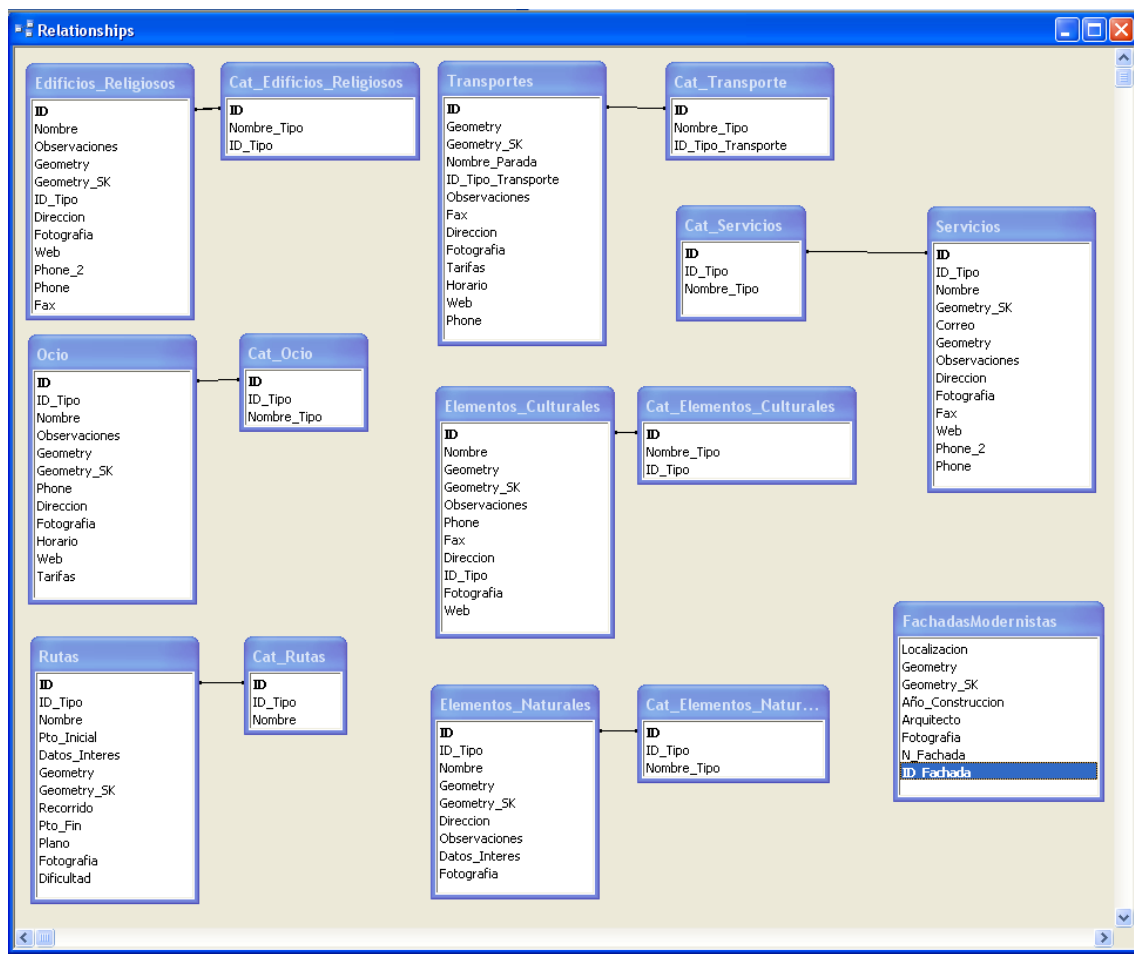 Relationships
Edificios_Religiosos
ID
Nombre
Observaciones
Geometry
Geometry_SK
ID_Tipo
Direccion
Fotografia
Web
Phone_2
Phone
Fax
Cat_Edificios_Religiosos
ID
Nombre_Tipo
ID_Tipo
Transportes
ID
Geometry
Geometry_SK
Nombre_Parada
ID_Tipo_Transporte
Observaciones
Fax
Direccion
Fotografia
Tarifas
Horario
Web
Phone
Cat_Transporte
ID
Nombre_Tipo
ID_Tipo_Transporte
Cat_Servicios
ID
ID_Tipo
Nombre_Tipo
Servicios
ID
ID_Tipo
Nombre
Geometry_SK
Correo
Geometry
Observaciones
Direccion
Fotografia
Fax
Web
Phone_2
Phone
Ocio
ID
ID_Tipo
Nombre
Observaciones
Geometry
Geometry_SK
Phone
Direccion
Fotografia
Horario
Web
Tarifas
Cat_Ocio
ID
ID_Tipo
Nombre_Tipo
Elementos_Culturales
ID
Nombre
Geometry
Geometry_SK
Observaciones
Phone
Fax
Direccion
ID_Tipo
Fotografia
Web
Cat_Elementos_Culturales
ID
Nombre_Tipo
ID_Tipo
Rutas
ID
ID_Tipo
Nombre
Pto_Inicial
Datos_Interes
Geometry
Geometry_SK
Recorrido
Pto_Fin
Plano
Fotografia
Dificultad
Cat_Rutas
ID
ID_Tipo
Nombre
Elementos_Naturales
ID
ID_Tipo
Nombre
Geometry
Geometry_SK
Direccion
Observaciones
Datos_Interes
Fotografia
Cat_Elementos_Natur...
ID
ID_Tipo
Nombre_Tipo
FachadasModernistas
Localizacion
Geometry
Geometry_SK
Año_Construccion
Arquitecto
Fotografia
N_Fachada
ID_Fachada